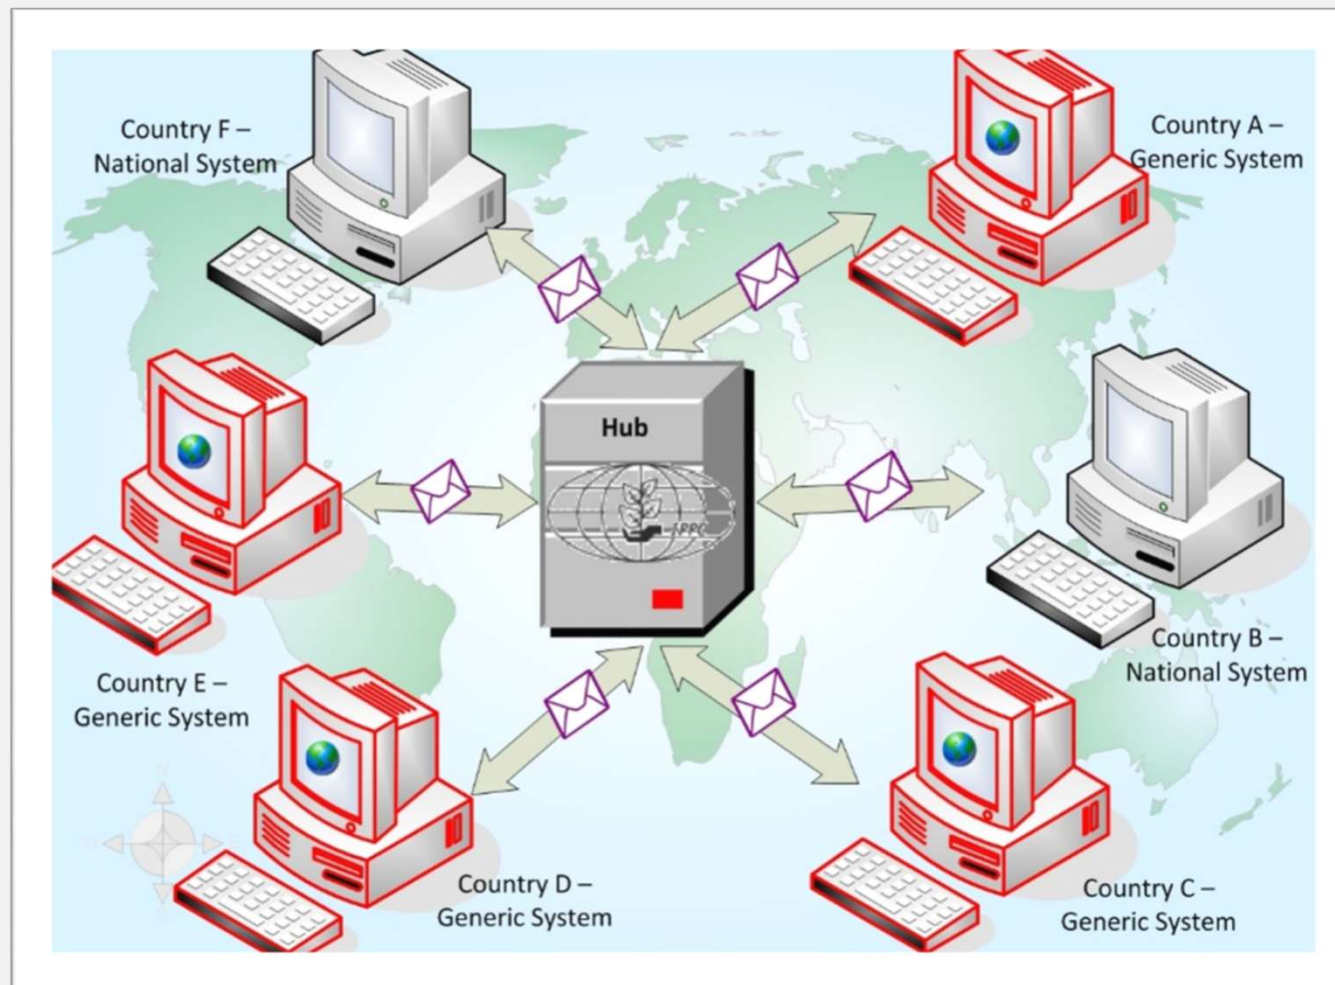 Country F –
National System
Country A –
Generic System
Hub
IPPC
Country B –
National System
Country E –
Generic System
Country D –
Generic System
Country C –
Generic System